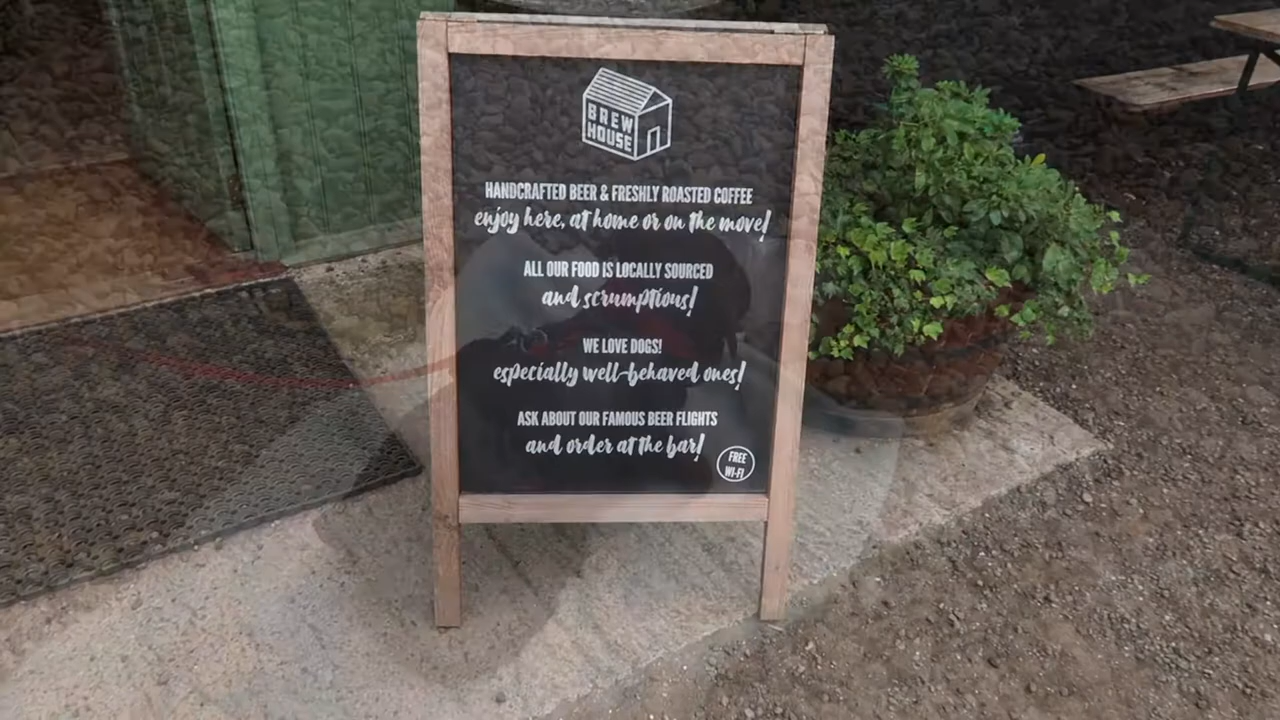 BREW
HOUSE
HANDCRAFTED BEER & FRESHLY ROASTED COFFEE
enjoy here, at home or on the move!
ALL OUR FOOD IS LOCALLY SOURCED
and scrumptious!
WE LOVE DOGS!
especially well-behaved ones!
ASK ABOUT OUR FAMOUS BEER FLIGHTS
and order at the bar!
FREE
WI-FI